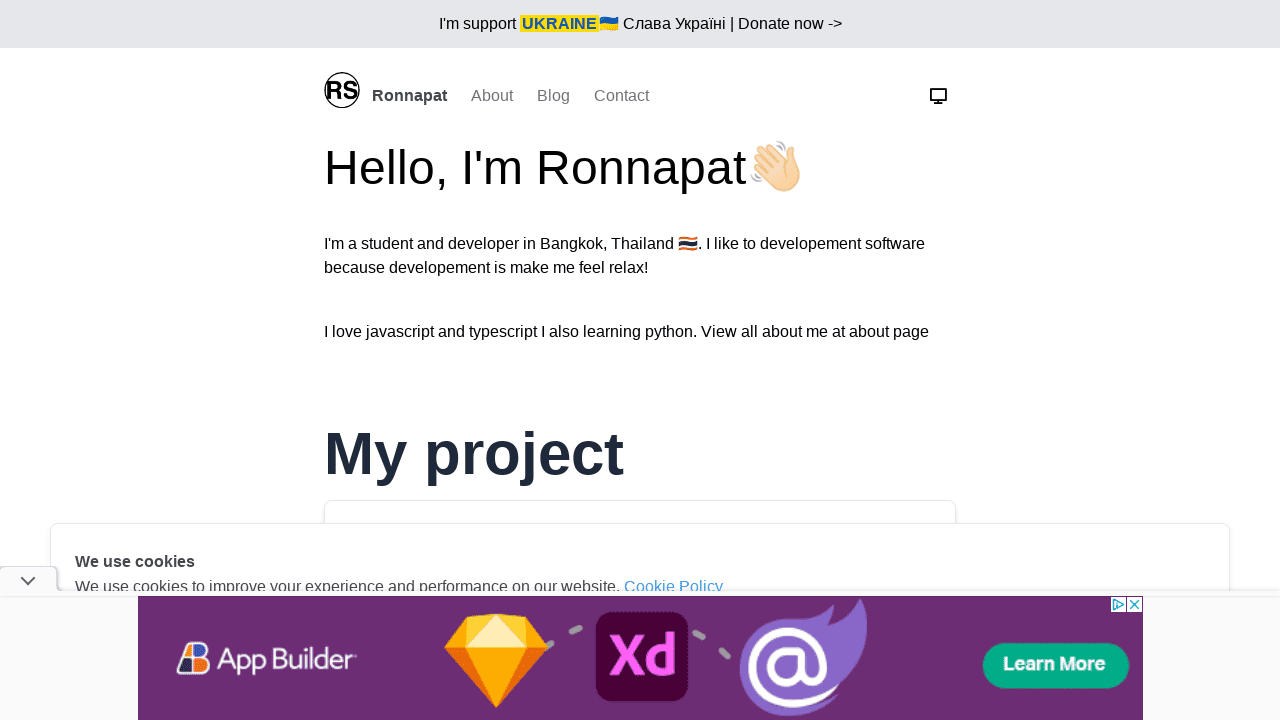 I'm support UKRAINE🇺🇦 Слава Україні | Donate now ->
RS Ronnapat About Blog Contact
Hello, I'm Ronnapat👋🏻
I'm a student and developer in Bangkok, Thailand 🇹🇭. I like to developement software
because developement is make me feel relax!
I love javascript and typescript I also learning python. View all about me at about page
My project
We use cookies
We use cookies to improve your experience and performance on our website. Cookie Policy
App Builder Xd @ Learn More